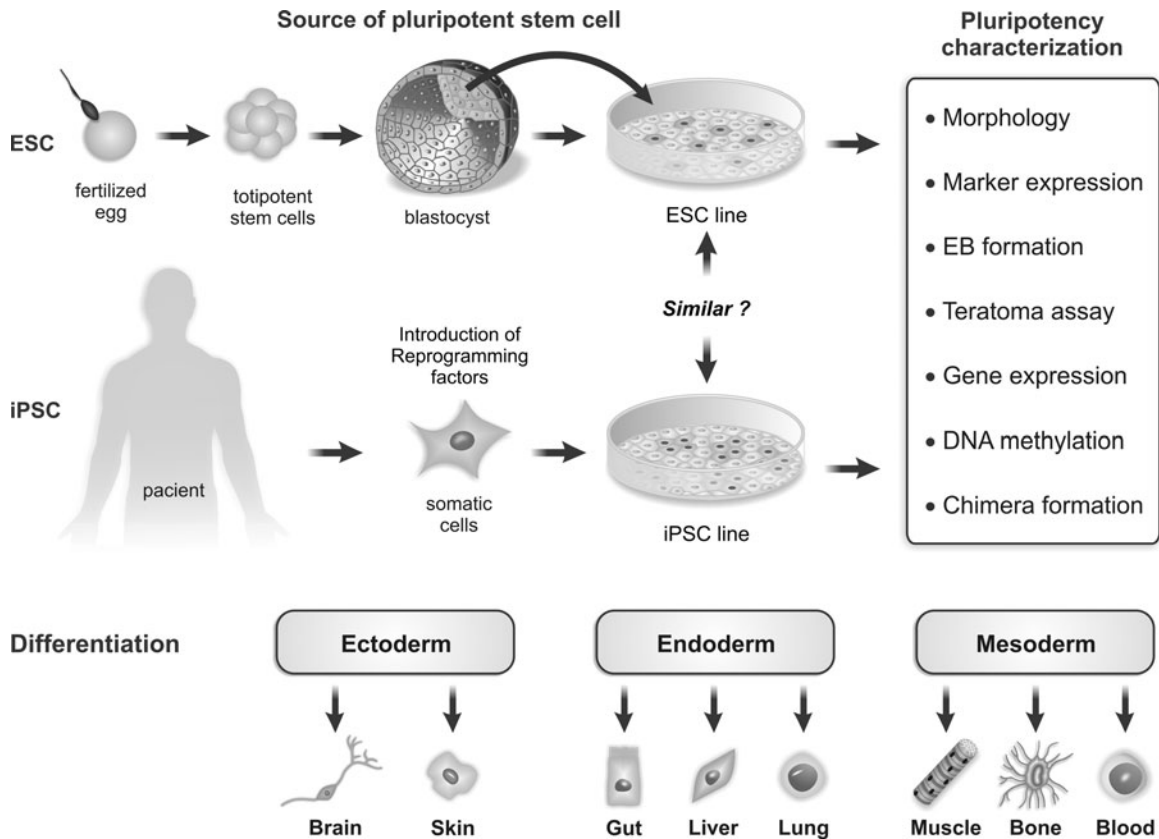 Source of pluripotent stem cell
Pluripotency
characterization
ESC
fertilized
egg
totipotent
stem cells
blastocyst
ESC line
• Morphology
• Marker expression
• EB formation
• Teratoma assay
• Gene expression
• DNA methylation
• Chimera formation
Similar ?
iPSC
pacient
Introduction of
Reprogramming
factors
somatic
cells
iPSC line
Differentiation
Ectoderm
Endoderm
Mesoderm
Brain
Skin
Gut
Liver
Lung
Muscle
Bone
Blood